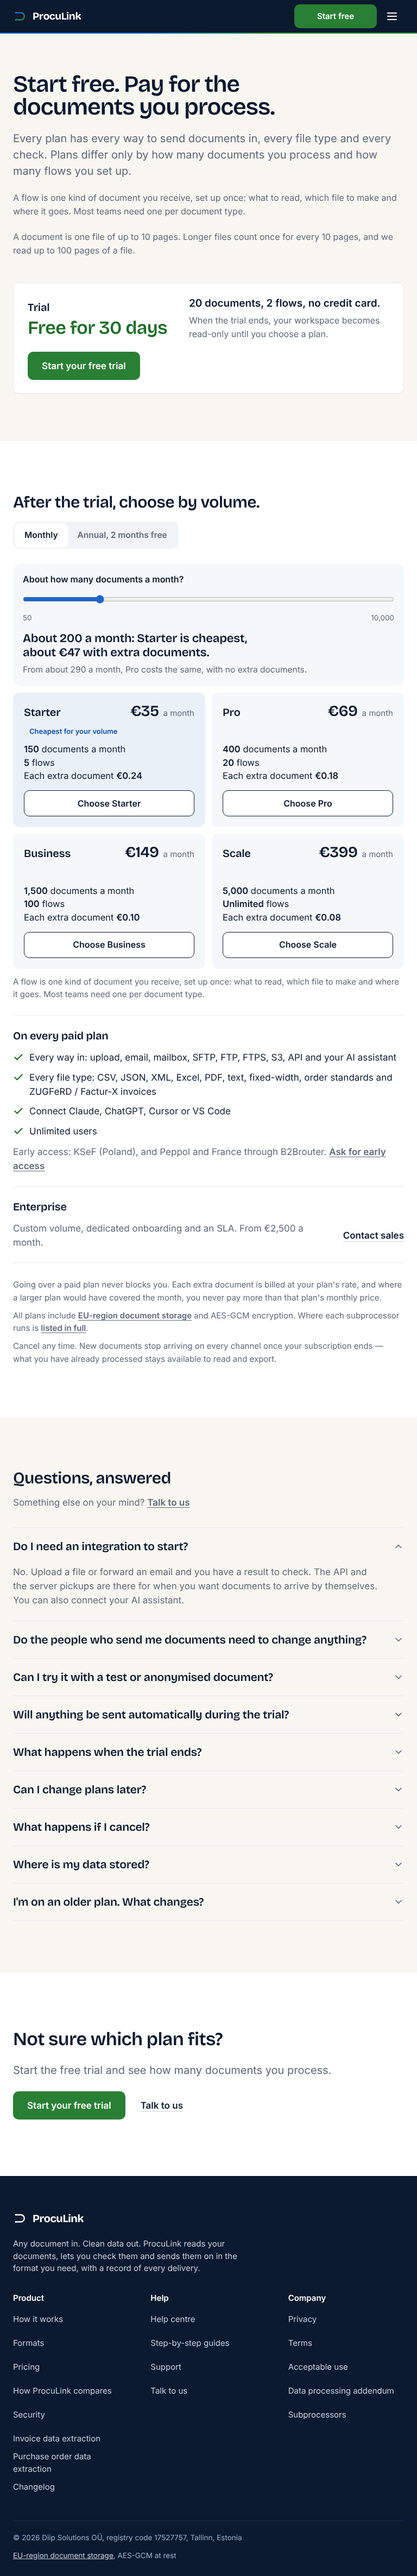 ProcuLink
Start free
Start free. Pay for the
documents you process.
Every plan has every way to send documents in, every file type and every
check. Plans differ only by how many documents you process and how
many flows you set up.
A flow is one kind of document you receive, set up once: what to read, which file to make and
where it goes. Most teams need one per document type.
A document is one file of up to 10 pages. Longer files count once for every 10 pages, and we
read up to 100 pages of a file.
Trial
Free for 30 days
Start your free trial
20 documents, 2 flows, no credit card.
When the trial ends, your workspace becomes
read-only until you choose a plan.
After the trial, choose by volume.
Monthly
Annual, 2 months free
About how many documents a month?
50
10,000
About 200 a month: Starter is cheapest,
about €47 with extra documents.
From about 290 a month, Pro costs the same, with no extra documents.
Starter
€35 a month
Cheapest for your volume
150 documents a month
5 flows
Each extra document €0.24
Choose Starter
Pro
€69 a month
400 documents a month
20 flows
Each extra document €0.18
Choose Pro
Business
€149 a month
1,500 documents a month
100 flows
Each extra document €0.10
Choose Business
Scale
€399 a month
5,000 documents a month
Unlimited flows
Each extra document €0.08
Choose Scale
A flow is one kind of document you receive, set up once: what to read, which file to make and where
it goes. Most teams need one per document type.
On every paid plan
Every way in: upload, email, mailbox, SFTP, FTP, FTPS, S3, API and your AI assistant
Every file type: CSV, JSON, XML, Excel, PDF, text, fixed-width, order standards and
ZUGFeRD / Factur-X invoices
Connect Claude, ChatGPT, Cursor or VS Code
Unlimited users
Early access: KSeF (Poland), and Peppol and France through B2Brouter. Ask for early
access
Enterprise
Custom volume, dedicated onboarding and an SLA. From €2,500 a
month.
Contact sales
Going over a paid plan never blocks you. Each extra document is billed at your plan's rate, and where
a larger plan would have covered the month, you never pay more than that plan's monthly price.
All plans include EU-region document storage and AES-GCM encryption. Where each subprocessor
runs is listed in full.
Cancel any time. New documents stop arriving on every channel once your subscription ends —
what you have already processed stays available to read and export.
Questions, answered
Something else on your mind? Talk to us
Do I need an integration to start?
No. Upload a file or forward an email and you have a result to check. The API and
the server pickups are there for when you want documents to arrive by themselves.
You can also connect your AI assistant.
Do the people who send me documents need to change anything?
Can I try it with a test or anonymised document?
Will anything be sent automatically during the trial?
What happens when the trial ends?
Can I change plans later?
What happens if I cancel?
Where is my data stored?
I'm on an older plan. What changes?
Not sure which plan fits?
Start the free trial and see how many documents you process.
Start your free trial
Talk to us
ProcuLink
Any document in. Clean data out. ProcuLink reads your
documents, lets you check them and sends them on in the
format you need, with a record of every delivery.
Product
How it works
Formats
Pricing
How ProcuLink compares
Security
Invoice data extraction
Purchase order data
extraction
Changelog
Help
Help centre
Step-by-step guides
Support
Talk to us
Company
Privacy
Terms
Acceptable use
Data processing addendum
Subprocessors
© 2026 Diip Solutions OÜ, registry code 17527757, Tallinn, Estonia
EU-region document storage, AES-GCM at rest